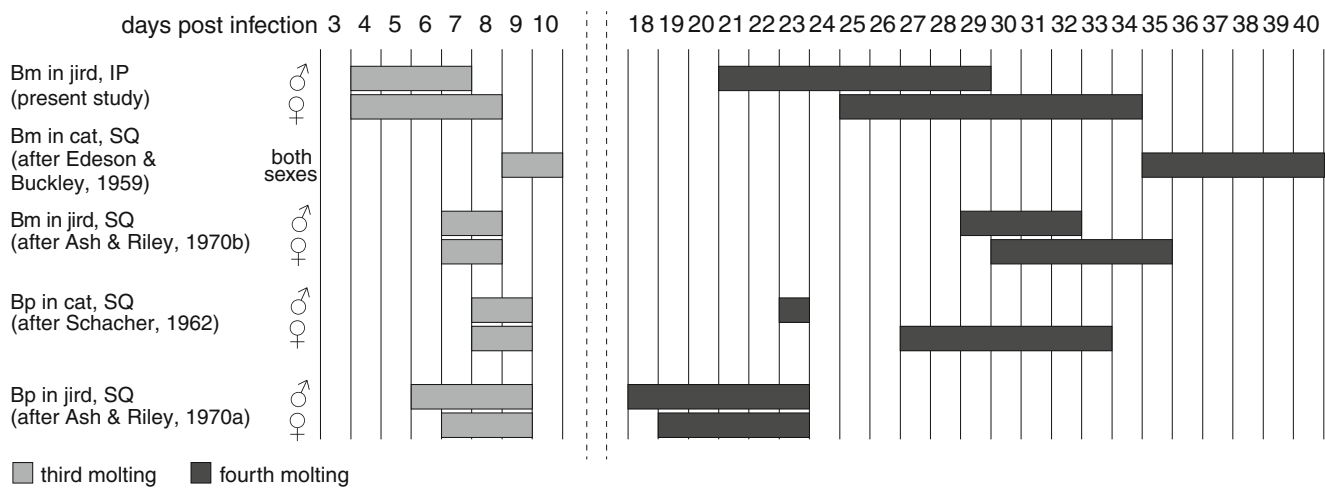 days post infection 3 4 5 6 7 8 9 10 18 19 20 21 22 23 24 25 26 27 28 29 30 31 32 33 34 35 36 37 38 39 40
Bm in jird, IP ♂
(present study) ♀
Bm in cat, SQ
(after Edeson & both
Buckley, 1959) sexes
Bm in jird, SQ ♂
(after Ash & Riley, 1970b) ♀
Bp in cat, SQ ♂
(after Schacher, 1962) ♀
Bp in jird, SQ ♂
(after Ash & Riley, 1970a) ♀
third molting fourth molting